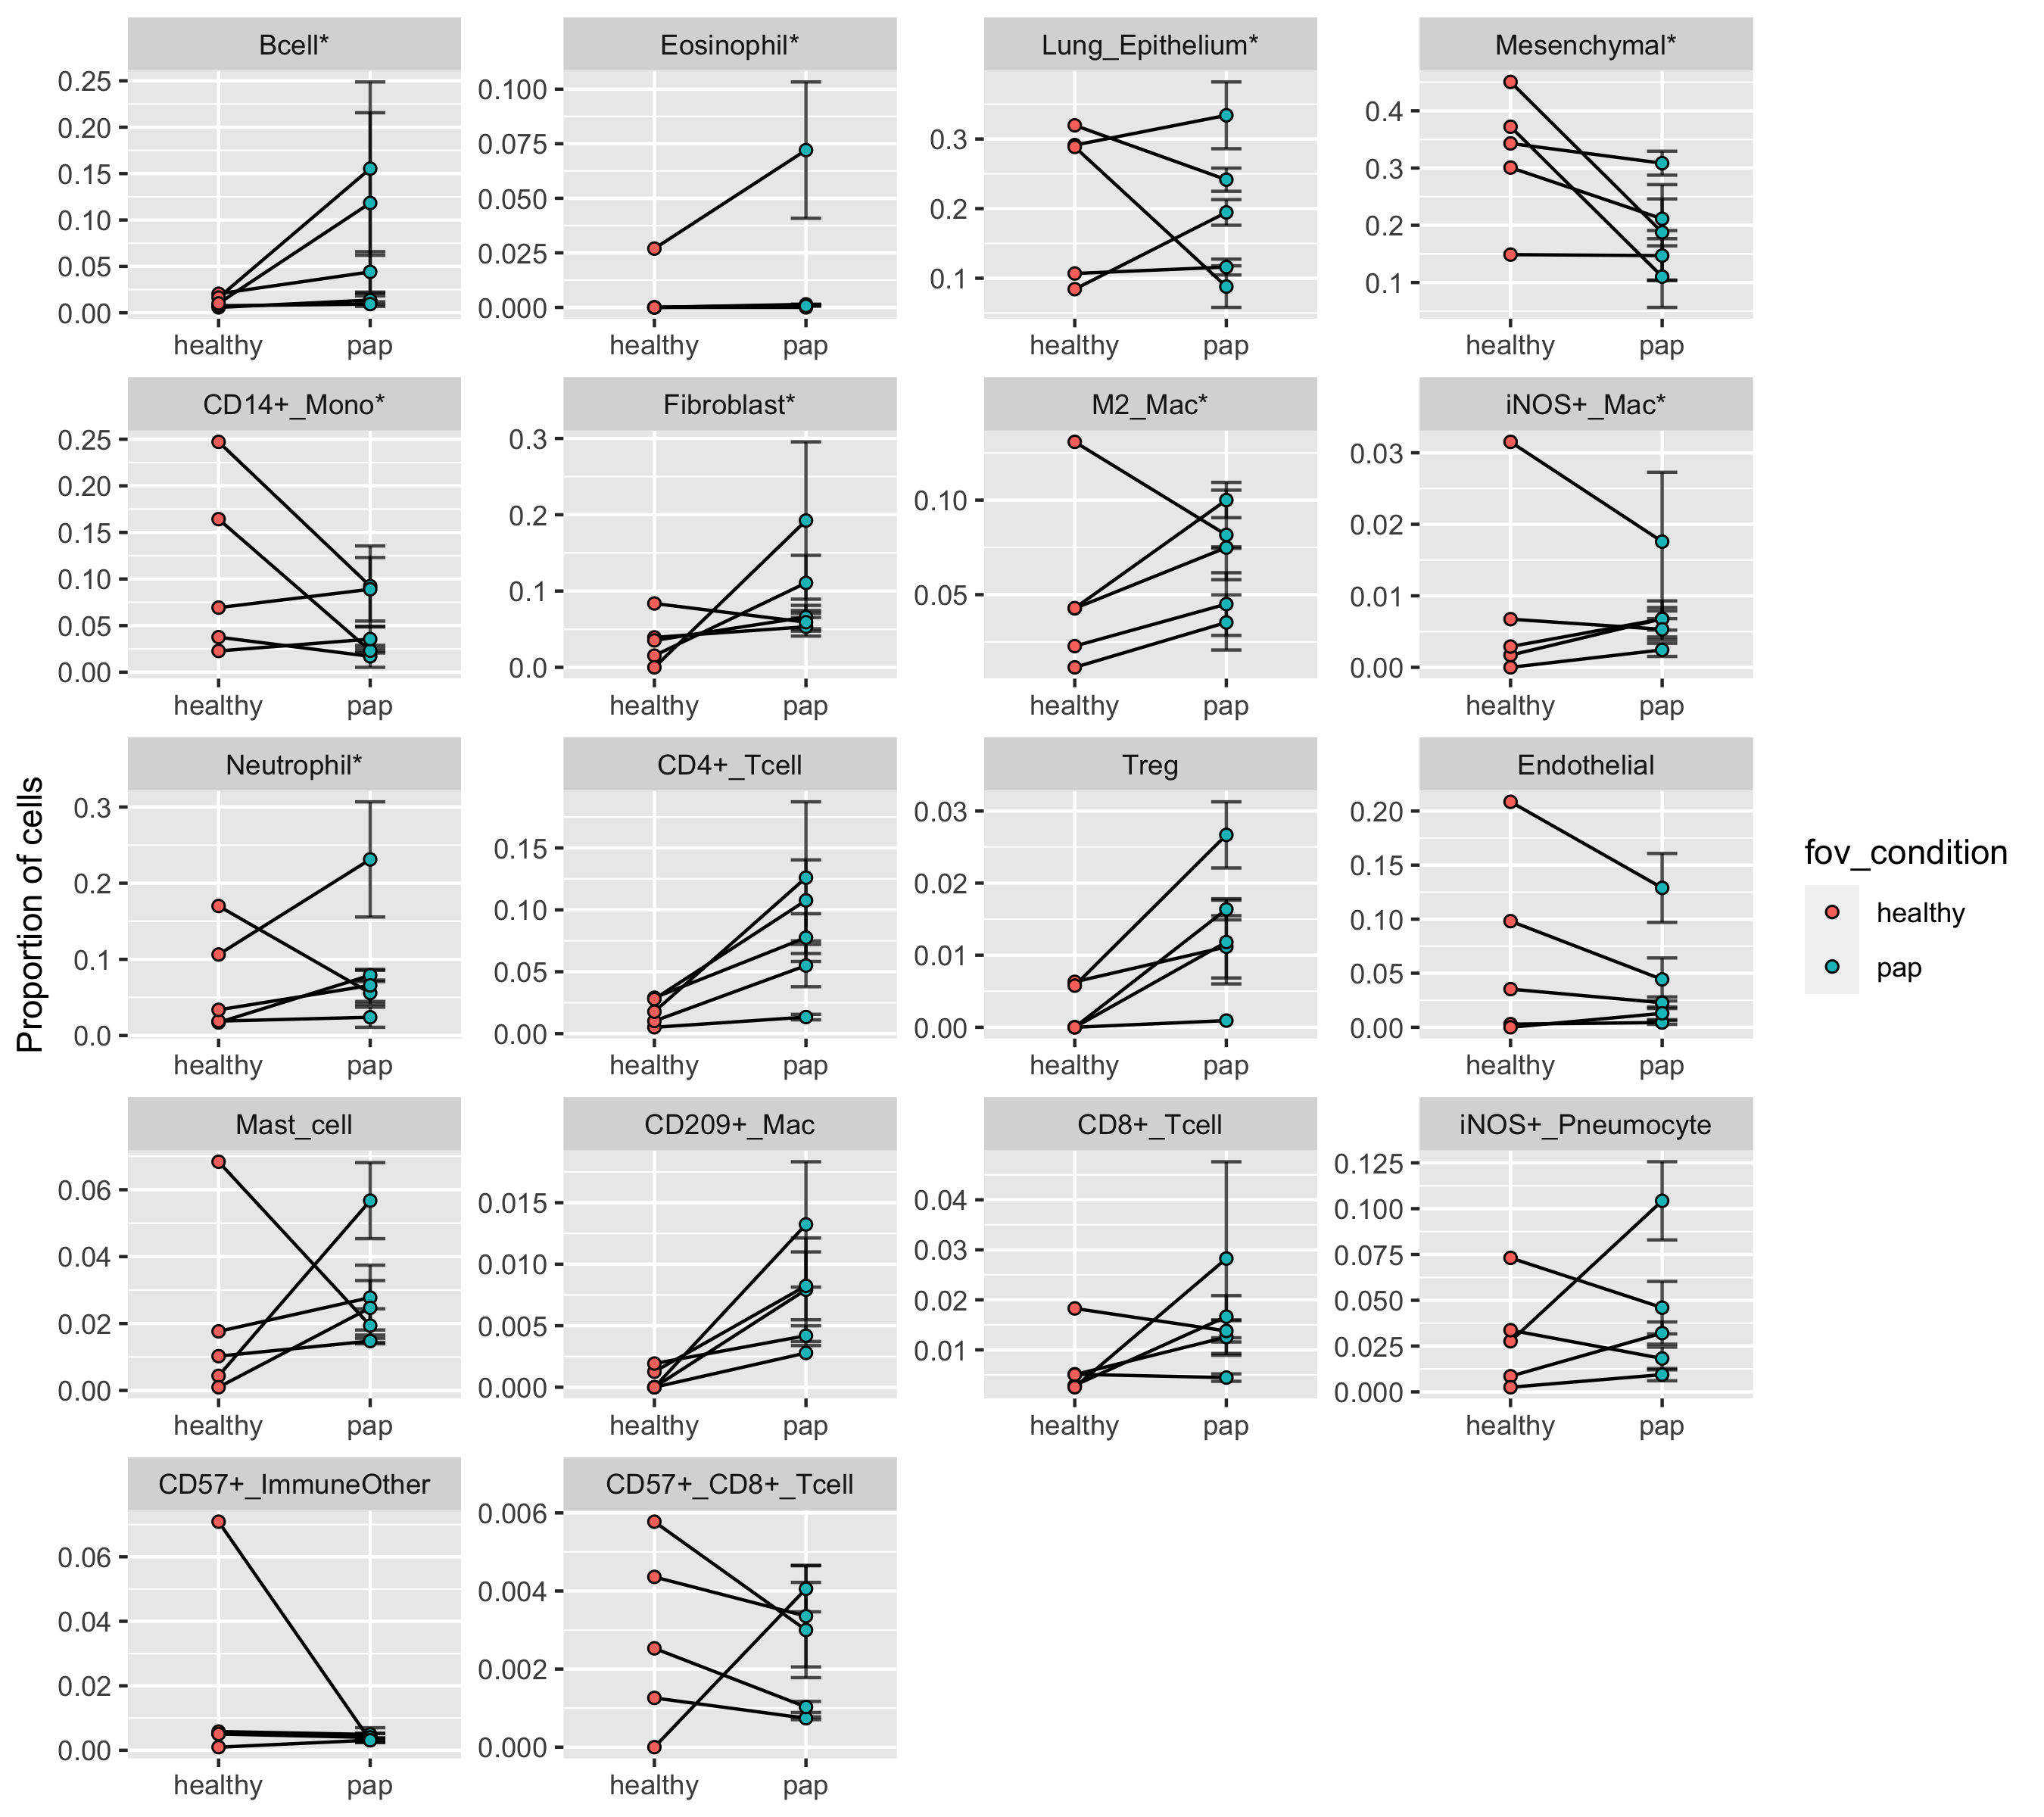 Bcell*
Eosinophil*
Lung_Epithelium*
Mesenchymal*
0.25
0.20
0.15
0.10
0.05
0.00
0.100
0.075
0.050
0.025
0.000
0.3
0.2
0.1
0.4
0.3
0.2
0.1
healthy pap
healthy pap
healthy pap
healthy pap
CD14+_Mono*
Fibroblast*
M2_Mac*
iNOS+_Mac*
0.25
0.20
0.15
0.10
0.05
0.00
0.3
0.2
0.1
0.0
0.10
0.05
0.03
0.02
0.01
0.00
healthy pap
healthy pap
healthy pap
healthy pap
Proportion of cells
Neutrophil*
CD4+_Tcell
Treg
Endothelial
0.3
0.2
0.1
0.0
0.15
0.10
0.05
0.00
0.03
0.02
0.01
0.00
0.20
0.15
0.10
0.05
0.00
healthy pap
healthy pap
healthy pap
healthy pap
fov_condition
healthy
pap
Mast_cell
CD209+_Mac
CD8+_Tcell
iNOS+_Pneumocyte
0.06
0.04
0.02
0.00
0.015
0.010
0.005
0.000
0.04
0.03
0.02
0.01
0.125
0.100
0.075
0.050
0.025
0.000
healthy pap
healthy pap
healthy pap
healthy pap
CD57+_ImmuneOther
CD57+_CD8+_Tcell
0.06
0.04
0.02
0.00
0.006
0.004
0.002
0.000
healthy pap
healthy pap